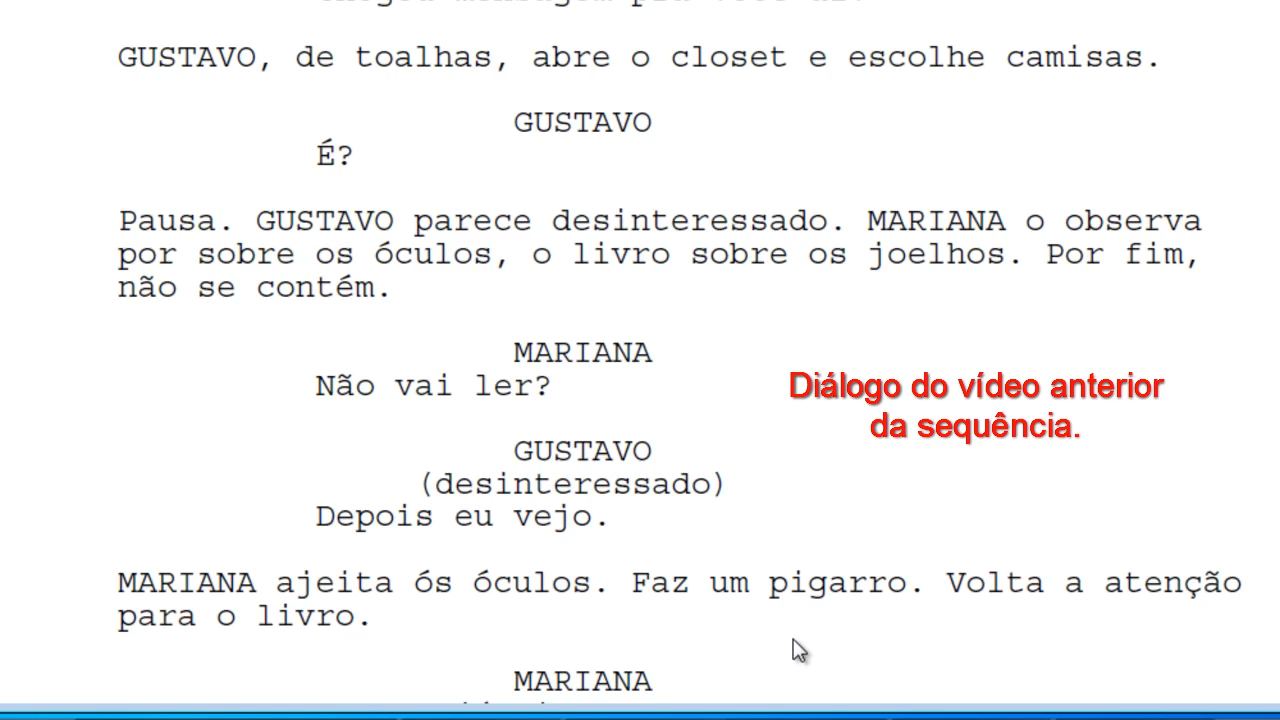 GUSTAVO, de toalhas, abre o closet e escolhe camisas.
GUSTAVO
É?
Pausa. GUSTAVO parece desinteressado. MARIANA o observa
por sobre os óculos, o livro sobre os joelhos. Por fim,
não se contém.
MARIANA
Não vai ler?
Diálogo do vídeo anterior
da sequência.
GUSTAVO
(desinteressado)
Depois eu vejo.
MARIANA ajeita ós óculos. Faz um pigarro. Volta a atenção
para o livro.
MARIANA